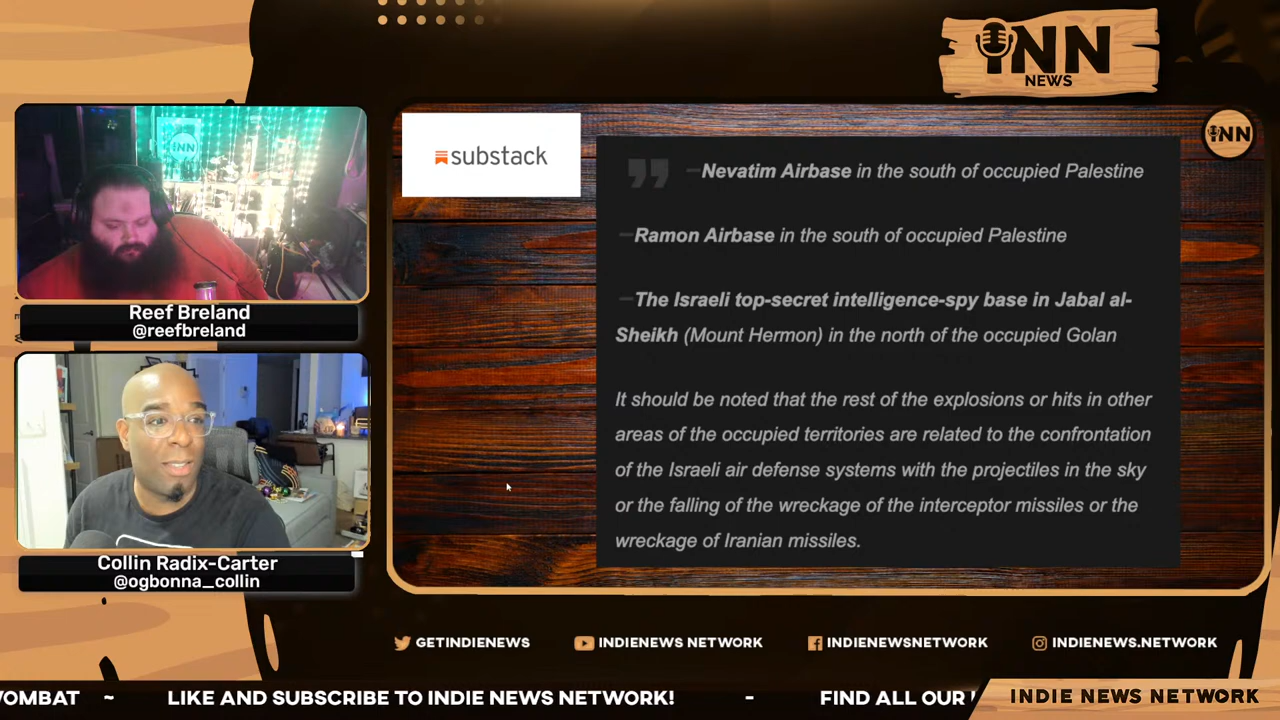 INN
NEWS
INN
substack
Nevatim Airbase in the south of occupied Palestine
–Ramon Airbase in the south of occupied Palestine
–The Israeli top-secret intelligence-spy base in Jabal al-
Sheikh (Mount Hermon) in the north of the occupied Golan
It should be noted that the rest of the explosions or hits in other
areas of the occupied territories are related to the confrontation
of the Israeli air defense systems with the projectiles in the sky
or the falling of the wreckage of the interceptor missiles or the
wreckage of Iranian missiles.
Reef Breland
@reefbreland
Collin Radix-Carter
@ogbonna_collin
GETINDIENEWS
INDIENEWS NETWORK
INDIENEWSNETWORK
INDIENEWS.NETWORK
WOMBAT ~ LIKE AND SUBSCRIBE TO INDIE NEWS NETWORK! - FIND ALL OUR
INDIE NEWS NETWORK